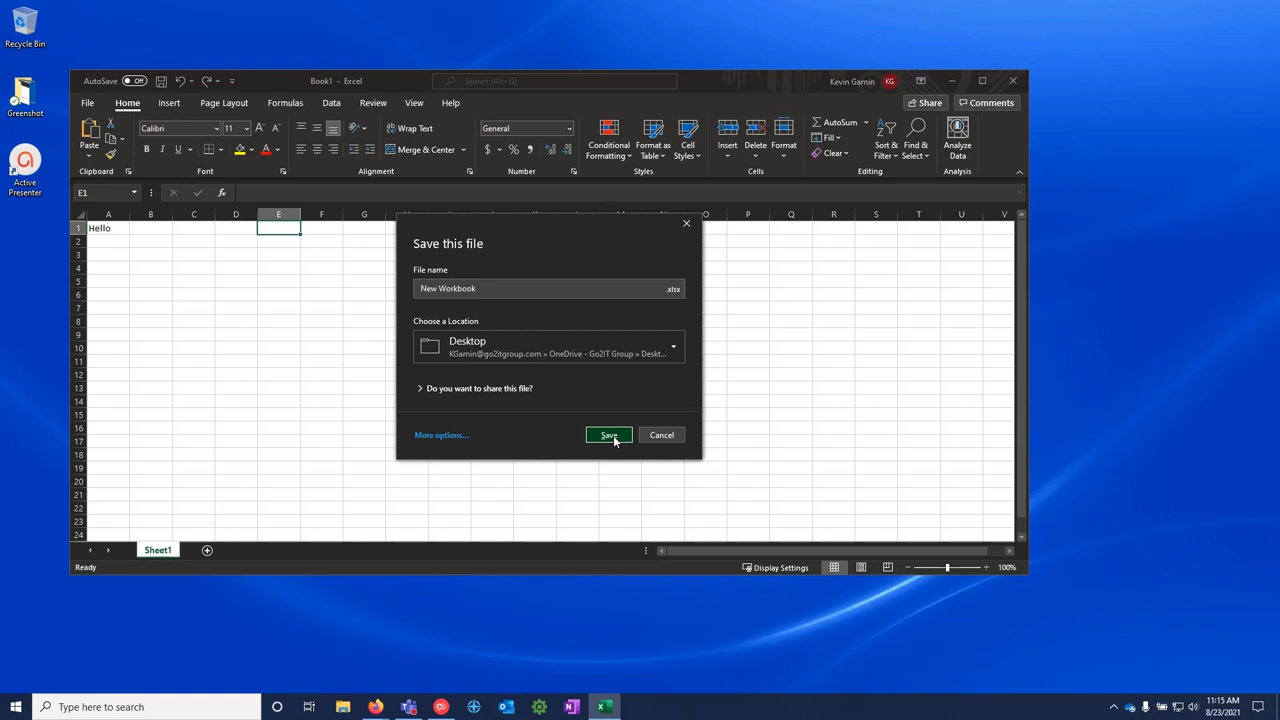 Recycle Bin
Greenshot
Active
Presenter
AutoSave Off
Book1 - Excel
Search (Alt+Q)
Kevin Gamin KG
File Home Insert Page Layout Formulas Data Review View Help
Share Comments
Paste
Calibri 11
B I U
Wrap Text
Merge & Center
General
$ % ,
Conditional
Formatting
Format as
Table
Cell
Styles
Insert Delete Format
AutoSum
Fill
Clear
Sort &
Filter
Find &
Select
Analyze
Data
Clipboard Font Alignment Number Styles Cells Editing Analysis
E1 fx
A B C D E F G O P Q R S T U V
1 Hello
2
3
4
5
6
7
8
9
10
11
12
13
14
15
16
17
18
19
20
21
22
23
24
Save this file
File name
New Workbook .xlsx
Choose a Location
Desktop
KGamin@go2itgroup.com » OneDrive - Go2IT Group » Deskt...
Do you want to share this file?
More options... Save Cancel
Sheet1
Ready Display Settings 100%
Type here to search
11:15 AM
8/23/2021